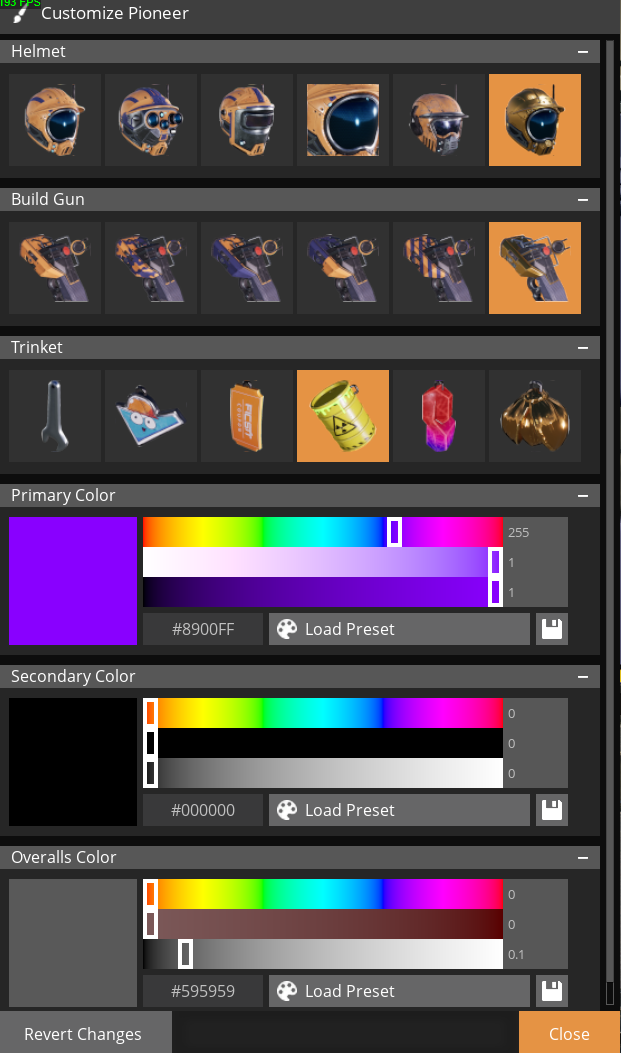 193 FPS
Customize Pioneer
Helmet
Build Gun
Trinket
FICSIT
COUPON
Primary Color
255
1
1
#8900FF
Load Preset
Secondary Color
0
0
0
#000000
Load Preset
Overalls Color
0
0
0.1
#595959
Load Preset
Revert Changes
Close